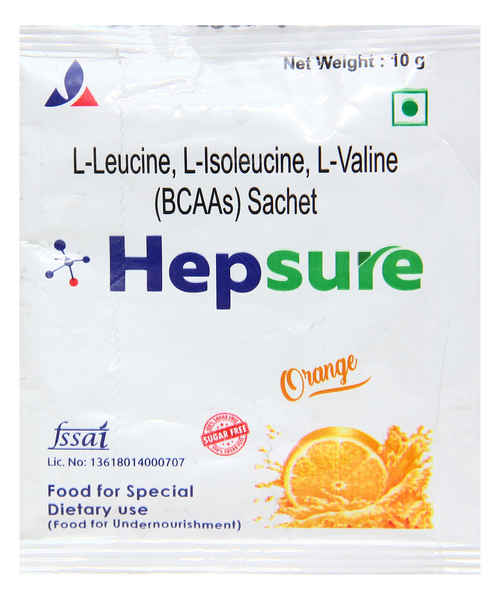 Net Weight : 10 g
L-Leucine, L-Isoleucine, L-Valine
(BCAAs) Sachet
Hepsure
Orange
fssai
SUGAR FREE
Lic. No: 13618014000707
Food for Special
Dietary use
(Food for Undernourishment)